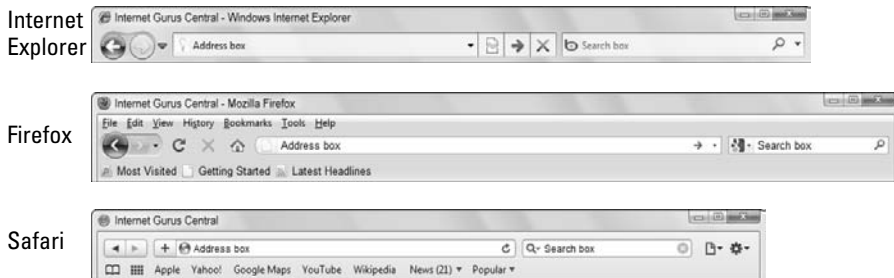 Internet Explorer
Internet Gurus Central - Windows Internet Explorer
Address box Search box
Firefox
Internet Gurus Central - Mozilla Firefox
File Edit View History Bookmarks Tools Help
Address box Search box
Most Visited Getting Started Latest Headlines
Safari
Internet Gurus Central
Address box Search box
Apple Yahoo! Google Maps YouTube Wikipedia News (21) Popular